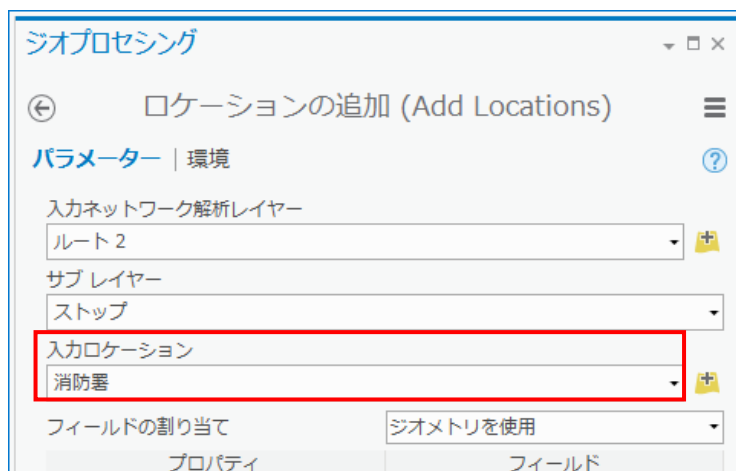 ジオプロセシング
ロケーションの追加 (Add Locations)
パラメーター | 環境
入力ネットワーク解析レイヤー
ルート 2
サブ レイヤー
ストップ
入力ロケーション
消防署
フィールドの割り当て ジオメトリを使用
プロパティ フィールド